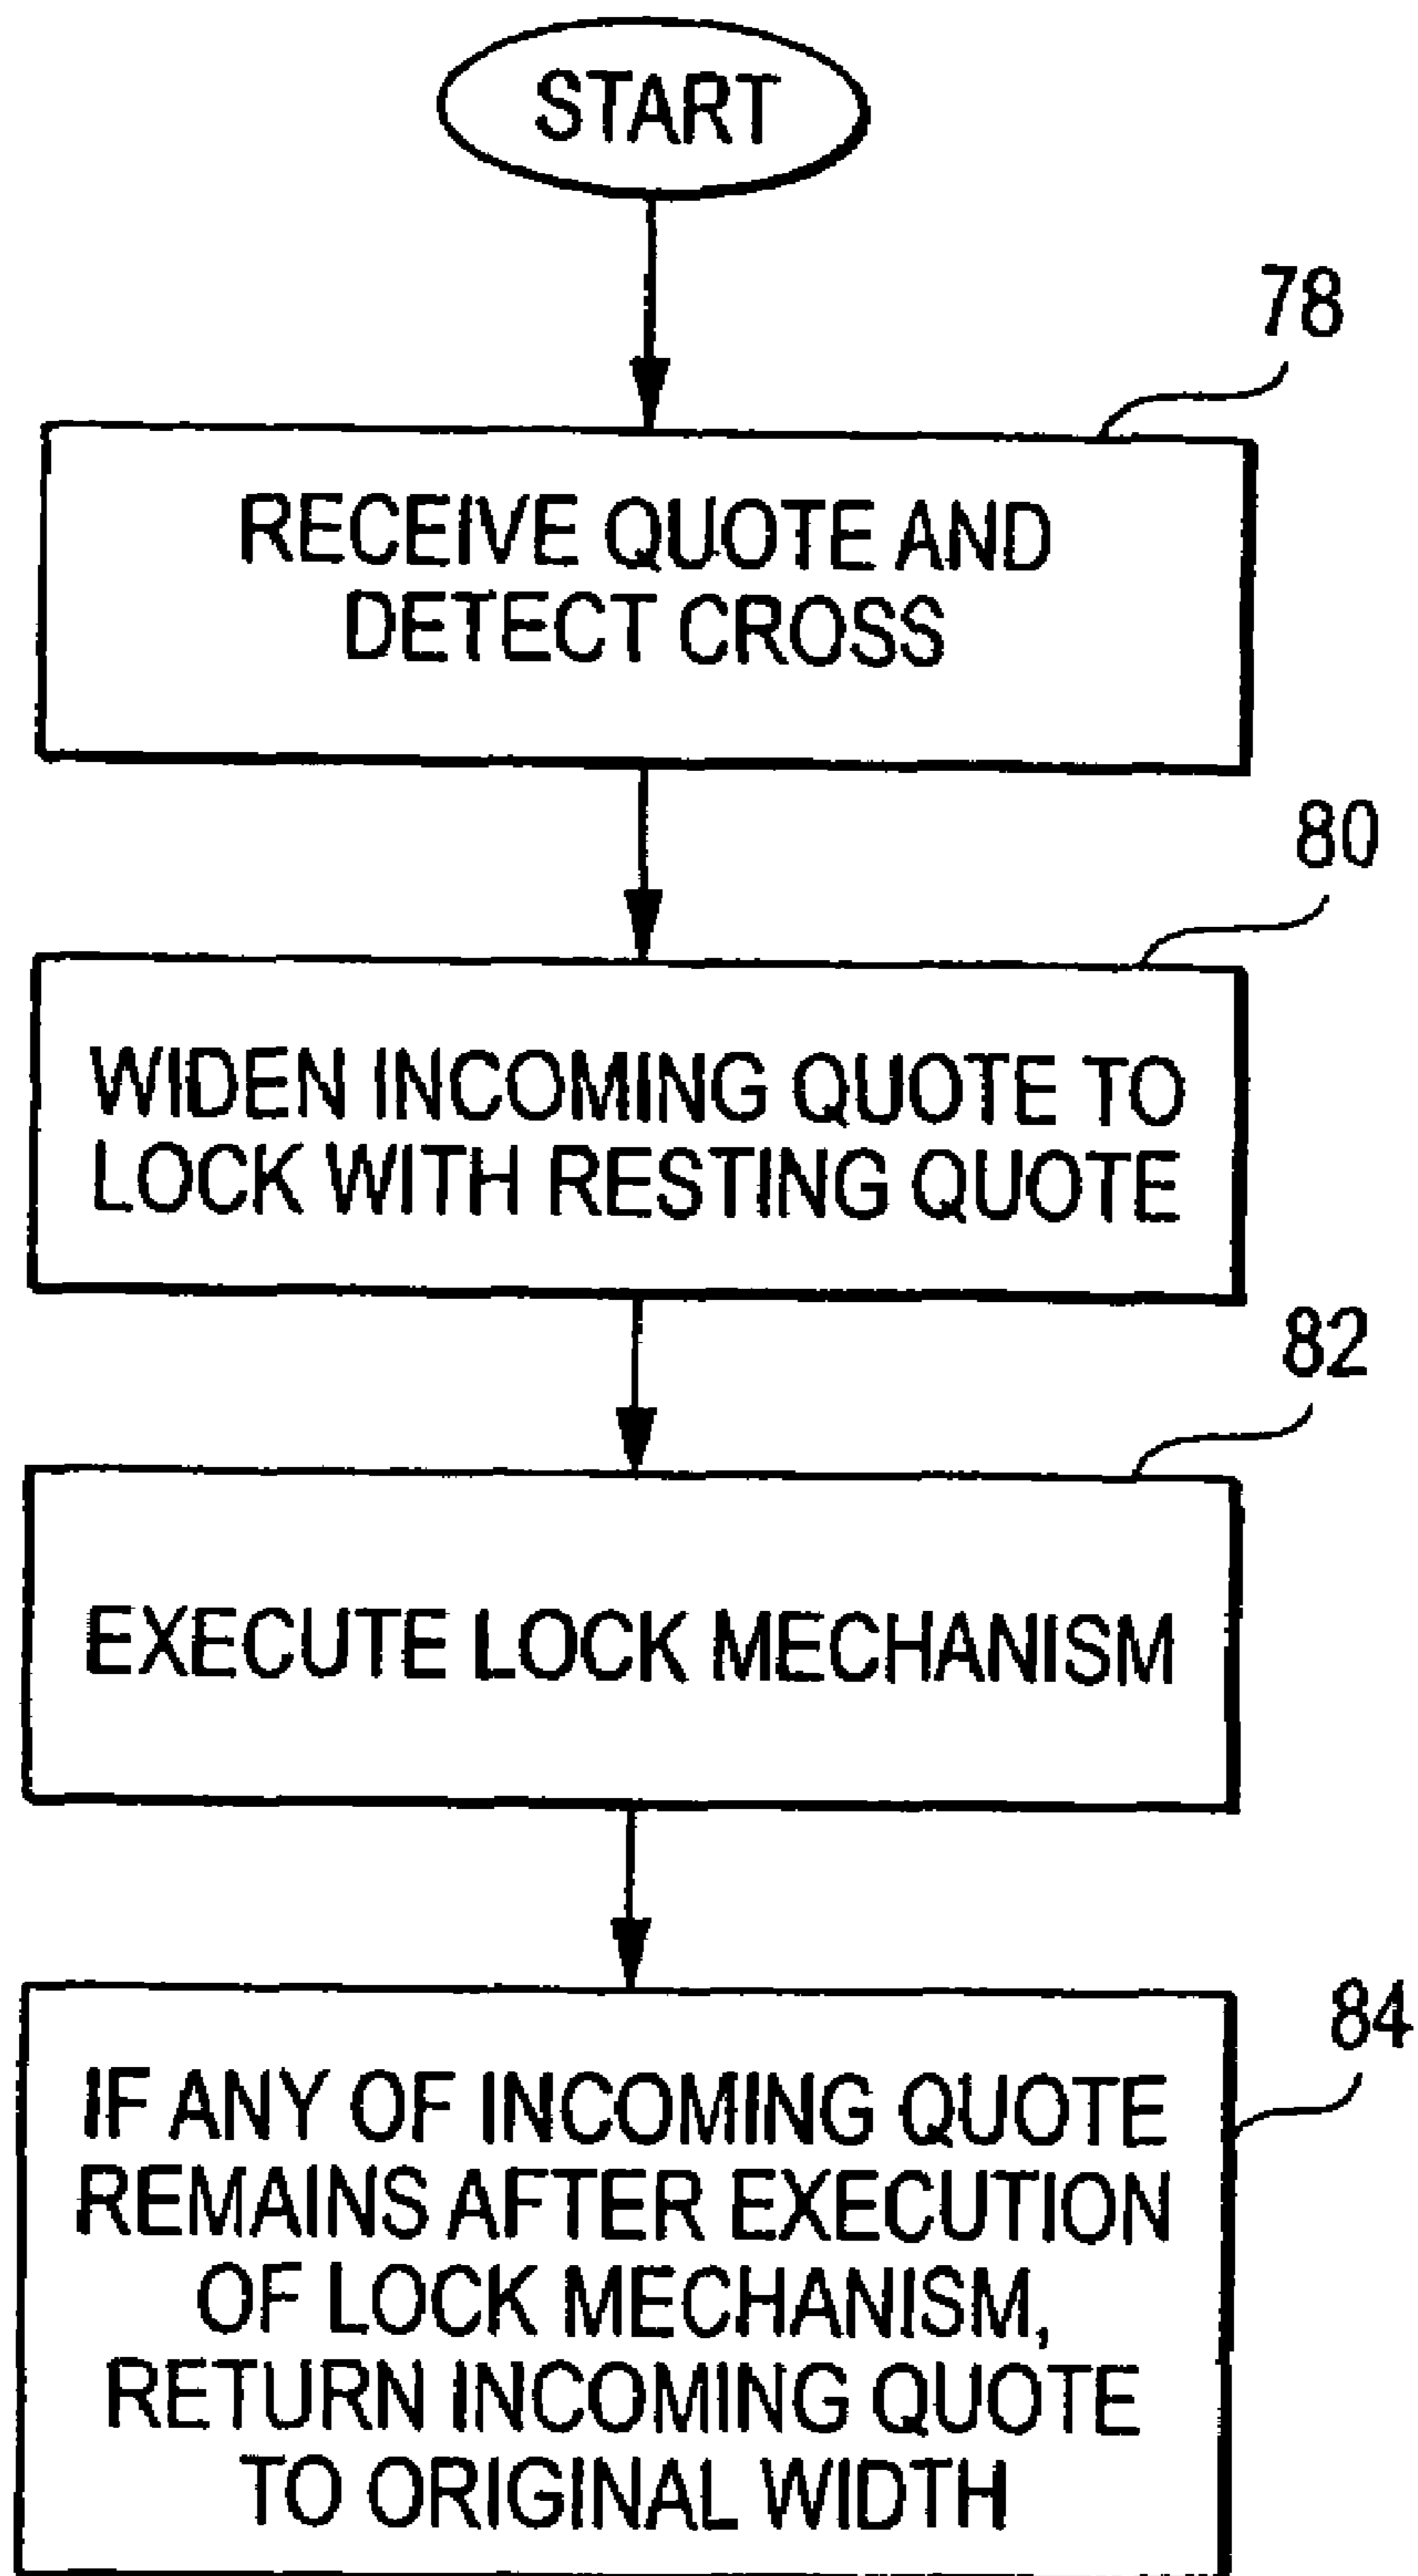 START
78
RECEIVE QUOTE AND
DETECT CROSS
80
WIDEN INCOMING QUOTE TO
LOCK WITH RESTING QUOTE
82
EXECUTE LOCK MECHANISM
84
IF ANY OF INCOMING QUOTE
REMAINS AFTER EXECUTION
OF LOCK MECHANISM,
RETURN INCOMING QUOTE
TO ORIGINAL WIDTH